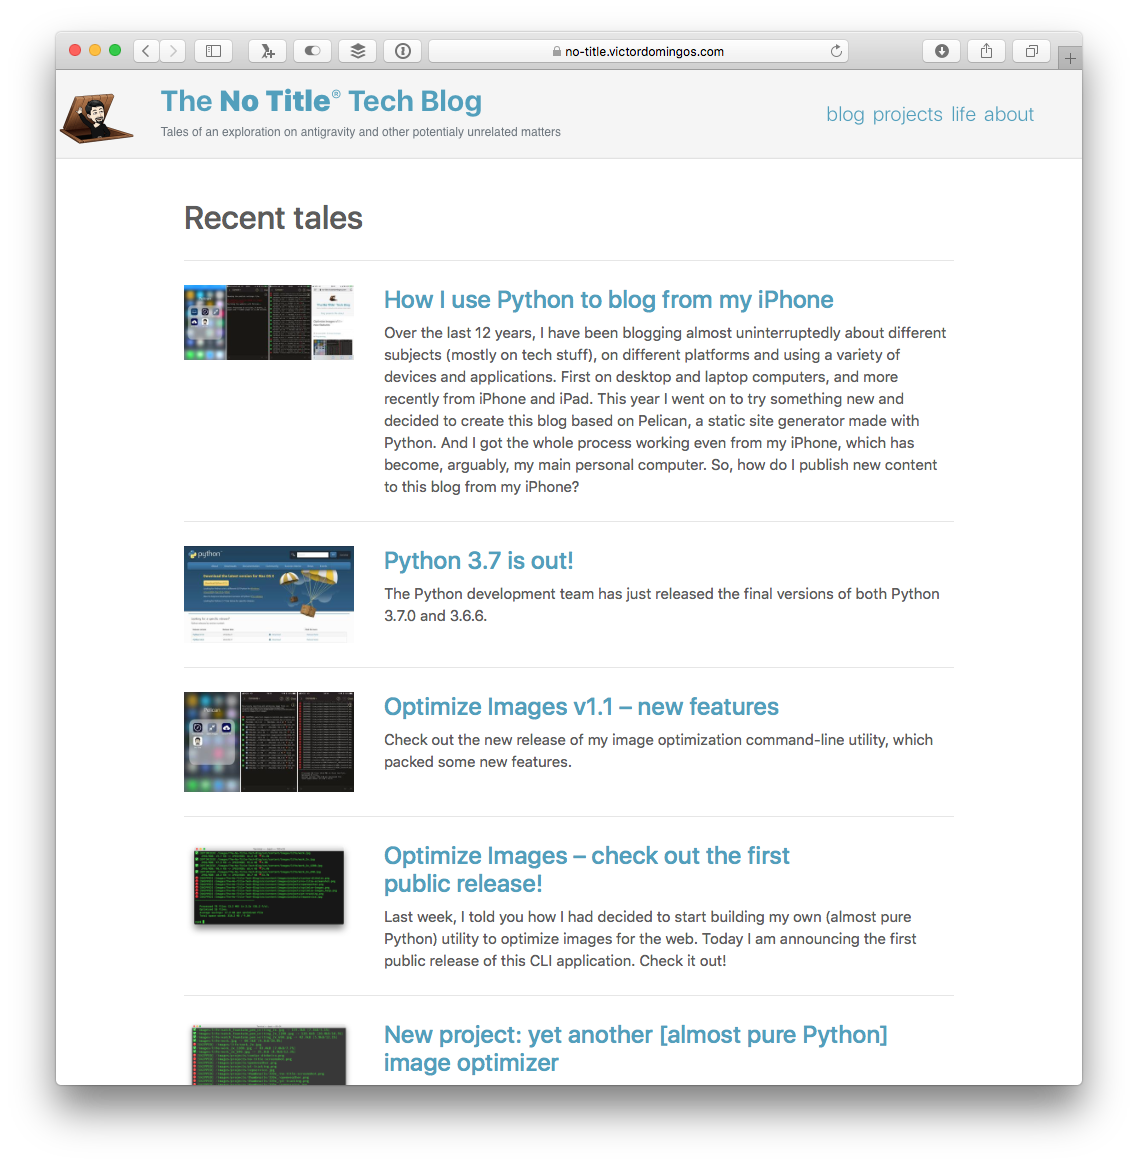 no-title.victordomingos.com
The No Title® Tech Blog
Tales of an exploration on antigravity and other potentialy unrelated matters
blog projects life about
Recent tales
How I use Python to blog from my iPhone
Over the last 12 years, I have been blogging almost uninterruptedly about different
subjects (mostly on tech stuff), on different platforms and using a variety of
devices and applications. First on desktop and laptop computers, and more
recently from iPhone and iPad. This year I went on to try something new and
decided to create this blog based on Pelican, a static site generator made with
Python. And I got the whole process working even from my iPhone, which has
become, arguably, my main personal computer. So, how do I publish new content
to this blog from my iPhone?
python
Python 3.7 is out!
The Python development team has just released the final versions of both Python
3.7.0 and 3.6.6.
Pelican
Optimize Images v1.1 – new features
Check out the new release of my image optimization command-line utility, which
packed some new features.
Optimize Images – check out the first
public release!
Last week, I told you how I had decided to start building my own (almost pure
Python) utility to optimize images for the web. Today I am announcing the first
public release of this CLI application. Check it out!
New project: yet another [almost pure Python]
image optimizer